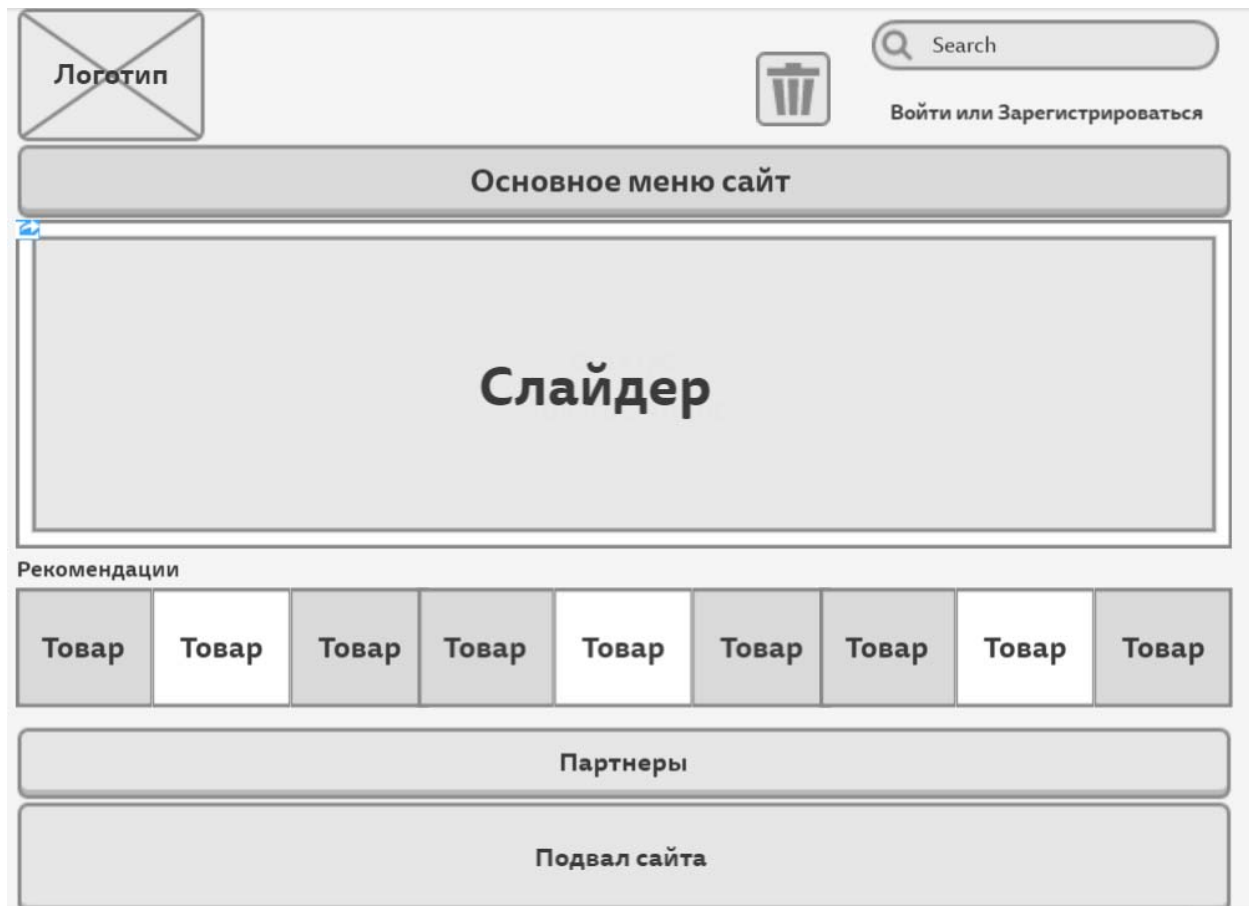 Логотип
Search
Войти или Зарегистрироваться
Основное меню сайт
Слайдер
Рекомендации
Товар Товар Товар Товар Товар Товар Товар Товар Товар
Партнеры
Подвал сайта